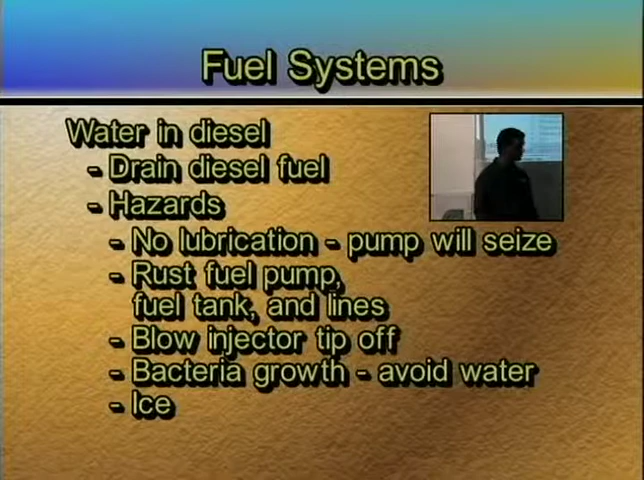 Fuel Systems
Water in diesel
- Drain diesel fuel
- Hazards
- No lubrication - pump will seize
- Rust fuel pump,
fuel tank, and lines
- Blow injector tip off
- Bacteria growth - avoid water
- Ice